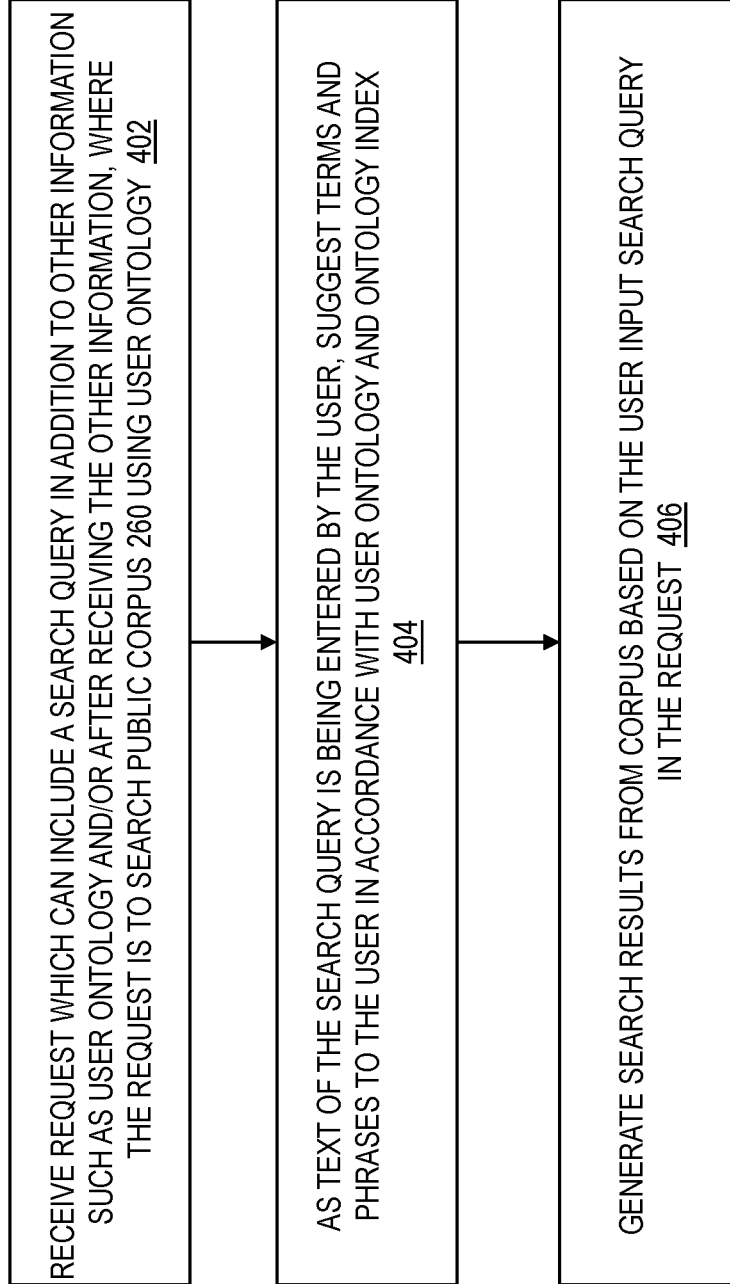 RECEIVE REQUEST WHICH CAN INCLUDE A SEARCH QUERY IN ADDITION TO OTHER INFORMATION
SUCH AS USER ONTOLOGY AND/OR AFTER RECEIVING THE OTHER INFORMATION, WHERE
THE REQUEST IS TO SEARCH PUBLIC CORPUS 260 USING USER ONTOLOGY 402
AS TEXT OF THE SEARCH QUERY IS BEING ENTERED BY THE USER, SUGGEST TERMS AND
PHRASES TO THE USER IN ACCORDANCE WITH USER ONTOLOGY AND ONTOLOGY INDEX
404
GENERATE SEARCH RESULTS FROM CORPUS BASED ON THE USER INPUT SEARCH QUERY
IN THE REQUEST 406